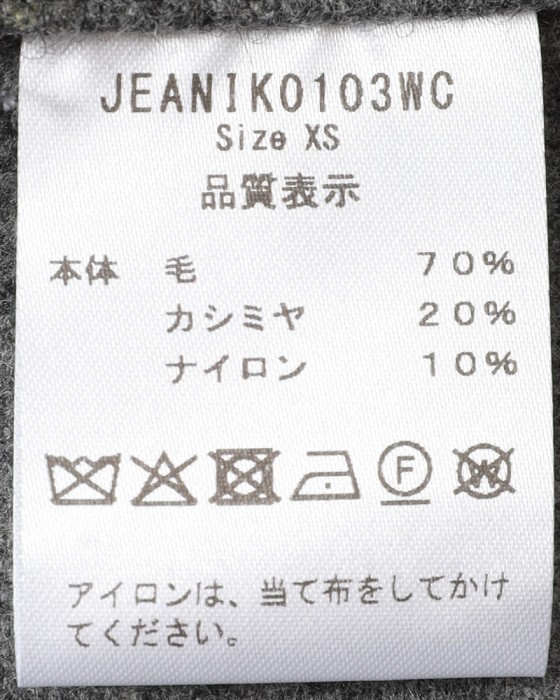 JEANIK0103WC
Size XS
品質表示
本体 毛 70%
カシミヤ 20%
ナイロン 10%
F W
アイロンは、当て布をしてかけ
てください。